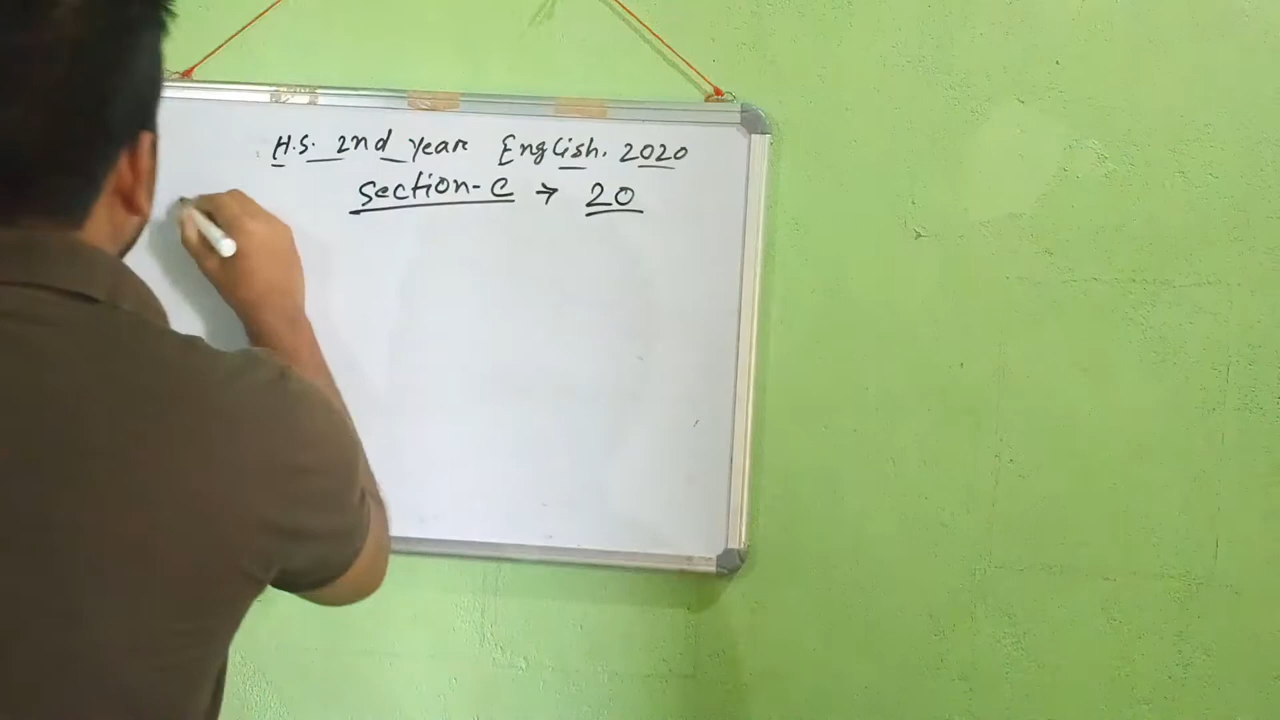 H.S. 2nd year English. 2020
Section-C → 20